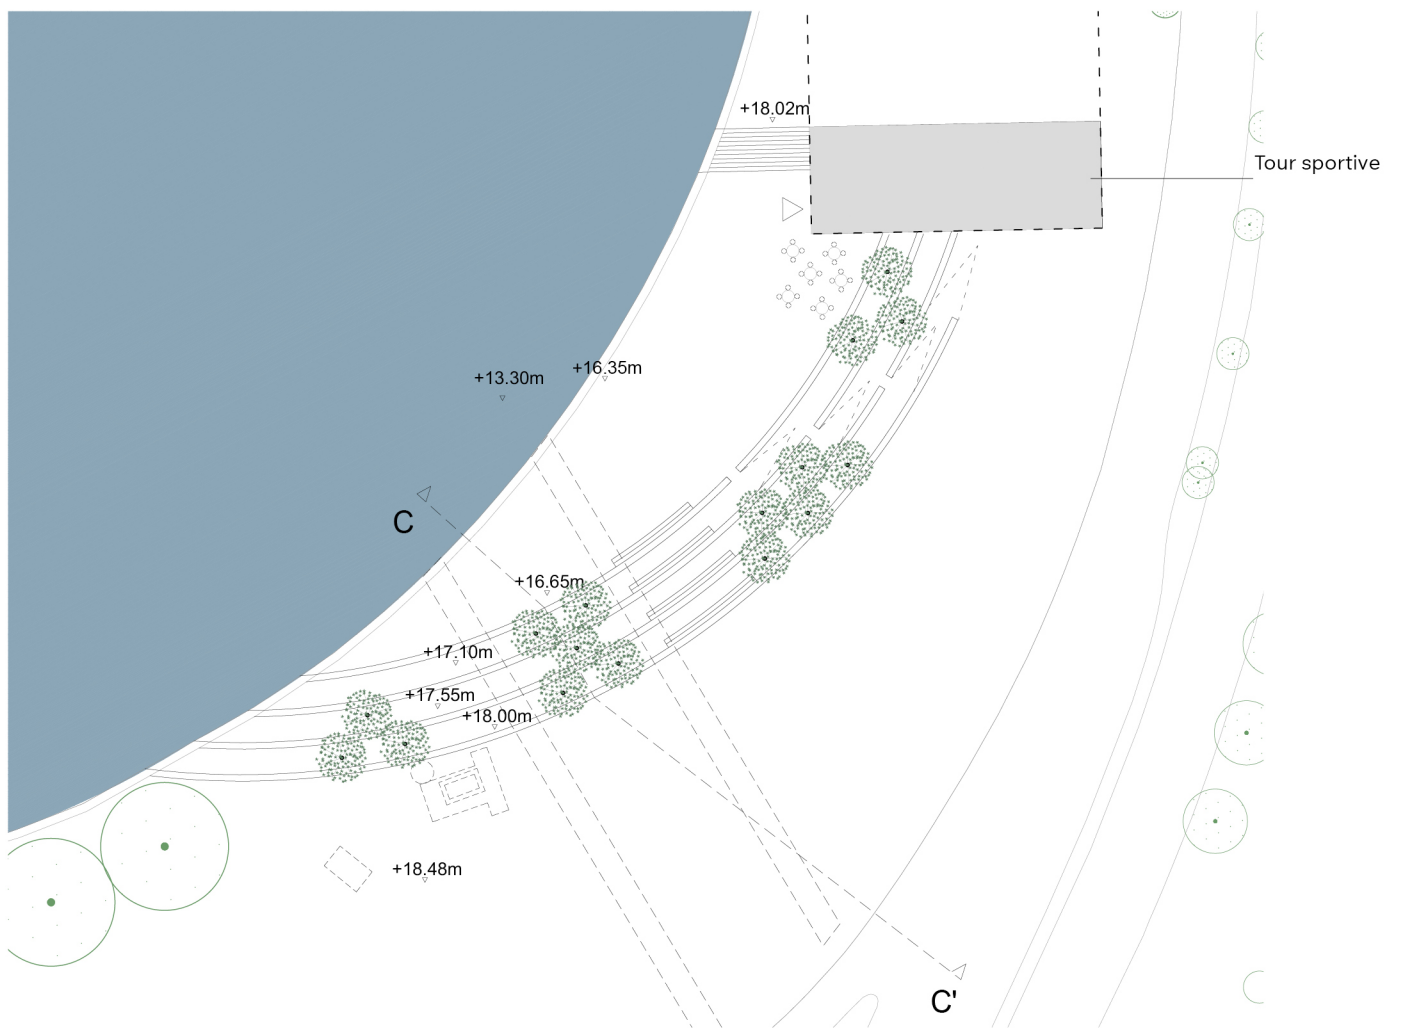 +18.02m
Tour sportive
+13.30m
+16.35m
C
+16.65m
+17.10m
+17.55m
+18.00m
+18.48m
C'